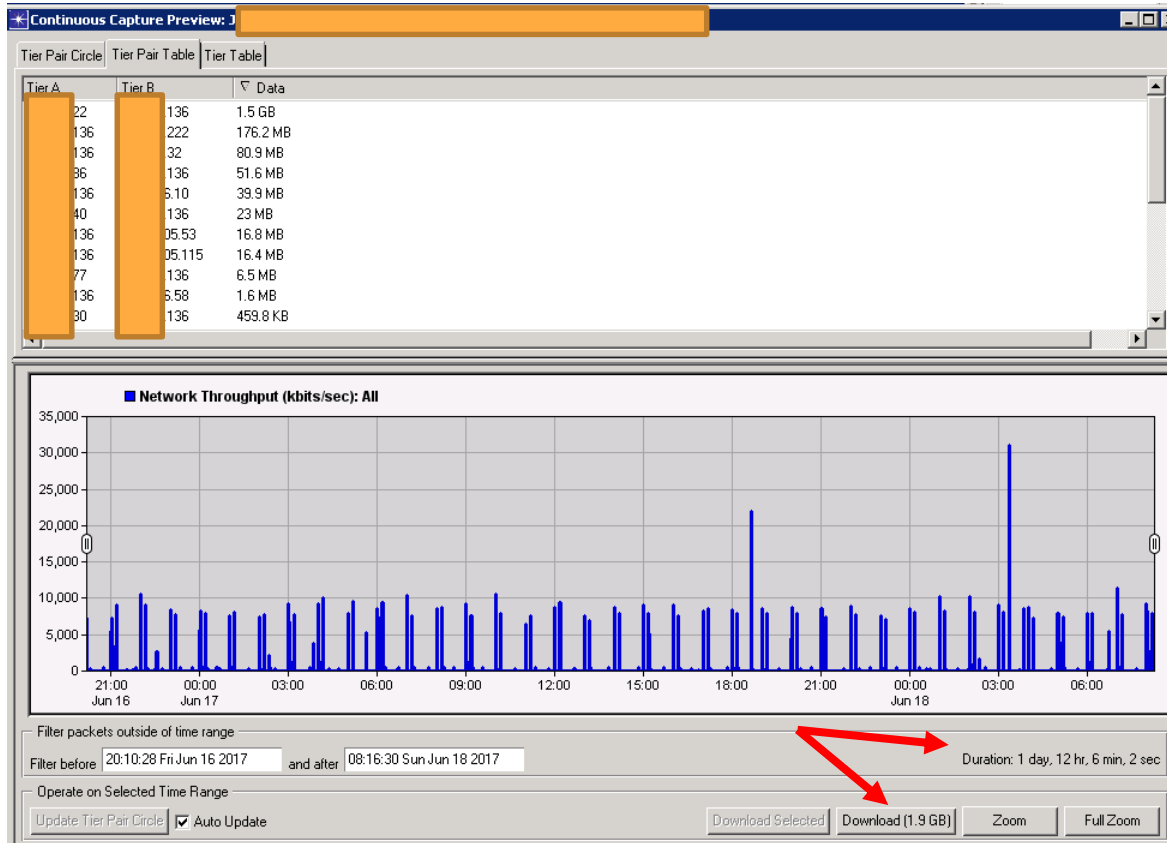 Continuous Capture Preview: J
Tier Pair Circle Tier Pair Table Tier Table
Tier A Tier B Data
22 .136 1.5 GB
136 .222 176.2 MB
136 .32 80.9 MB
86 .136 51.6 MB
136 6.10 39.9 MB
40 .136 23 MB
136 05.53 16.8 MB
136 05.115 16.4 MB
77 .136 6.5 MB
136 6.58 1.6 MB
30 .136 459.8 KB
Network Throughput (kbits/sec): All
35,000
30,000
25,000
20,000
15,000
10,000
5,000
0
21:00 00:00 03:00 06:00 09:00 12:00 15:00 18:00 21:00 00:00 03:00 06:00
Jun 16 Jun 17 Jun 18
Filter packets outside of time range
Filter before 20:10:28 Fri Jun 16 2017 and after 08:16:30 Sun Jun 18 2017 Duration: 1 day, 12 hr, 6 min, 2 sec
Operate on Selected Time Range
Update Tier Pair Circle Auto Update Download Selected Download (1.9 GB) Zoom Full Zoom